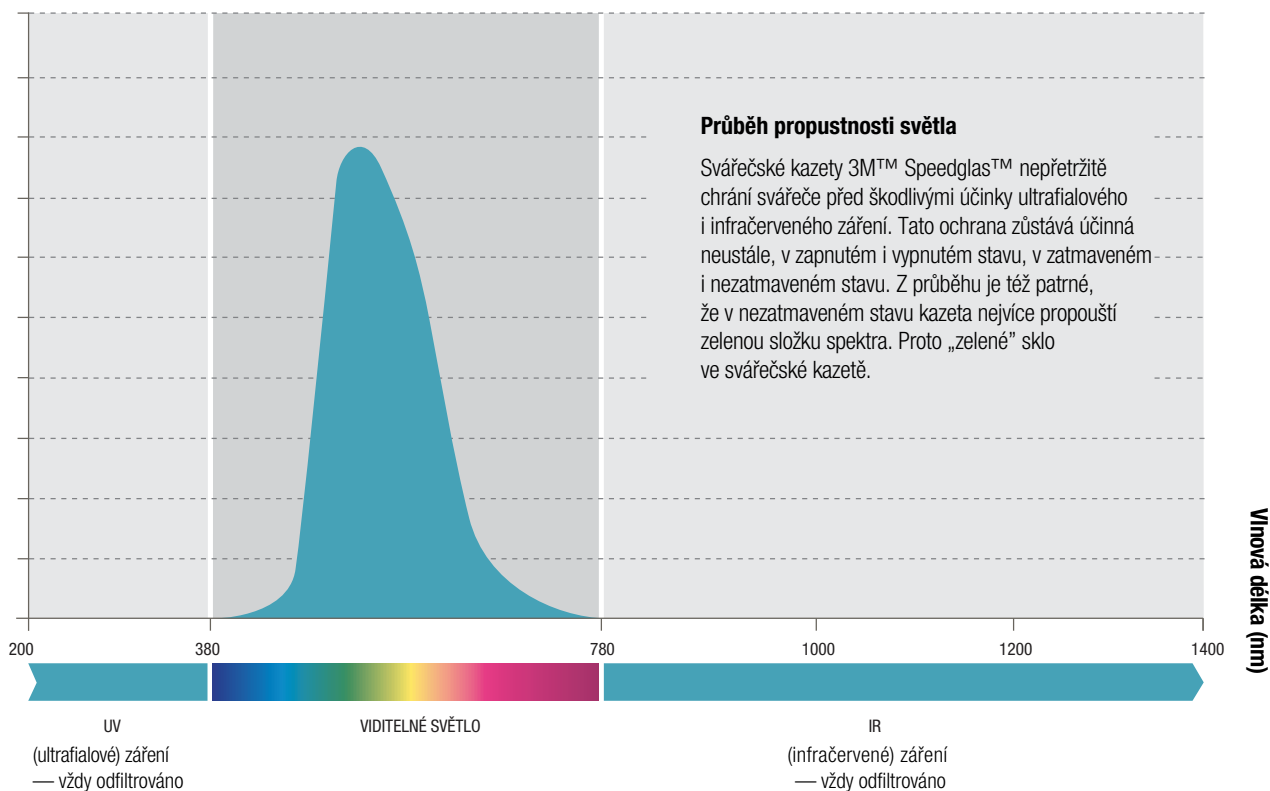 Průběh propustnosti světla
Svářečské kazety 3M™ Speedglas™ nepřetržitě
chrání svářeče před škodlivými účinky ultrafialového
i infračerveného záření. Tato ochrana zůstává účinná
neustále, v zapnutém i vypnutém stavu, v zatmaveném
i nezatmaveném stavu. Z průběhu je též patrné,
že v nezatmaveném stavu kazeta nejvíce propouští
zelenou složku spektra. Proto „zelené” sklo
ve svářečské kazetě.
Vlnová délka (nm)
200 380 780 1000 1200 1400
UV
(ultrafialové) záření
— vždy odfiltrováno
VIDITELNÉ SVĚTLO
IR
(infračervené) záření
— vždy odfiltrováno